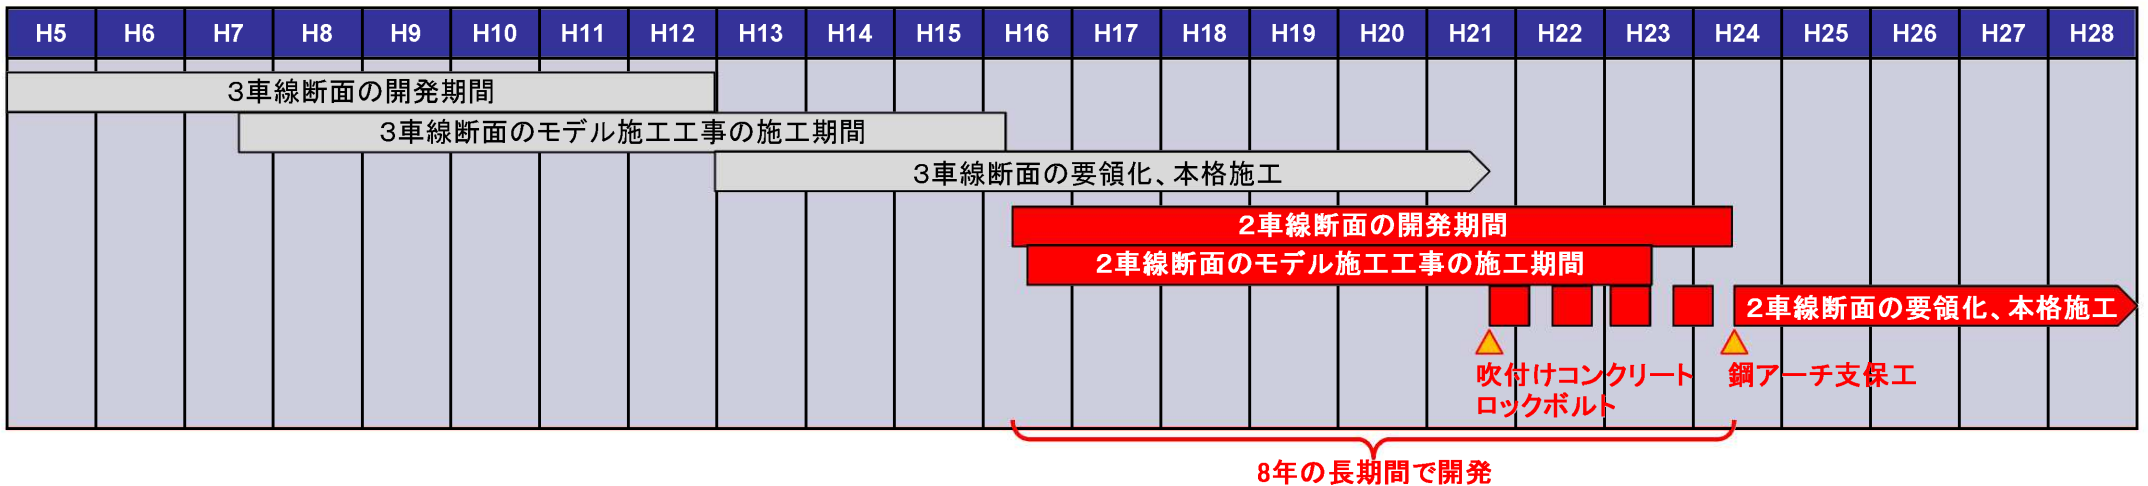 H5 H6 H7 H8 H9 H10 H11 H12 H13 H14 H15 H16 H17 H18 H19 H20 H21 H22 H23 H24 H25 H26 H27 H28
3車線断面の開発期間
3車線断面のモデル施工工事の施工期間
3車線断面の要領化、本格施工
2車線断面の開発期間
2車線断面のモデル施工工事の施工期間
2車線断面の要領化、本格施工
吹付けコンクリート
ロックボルト
鋼アーチ支保工
8年の長期間で開発